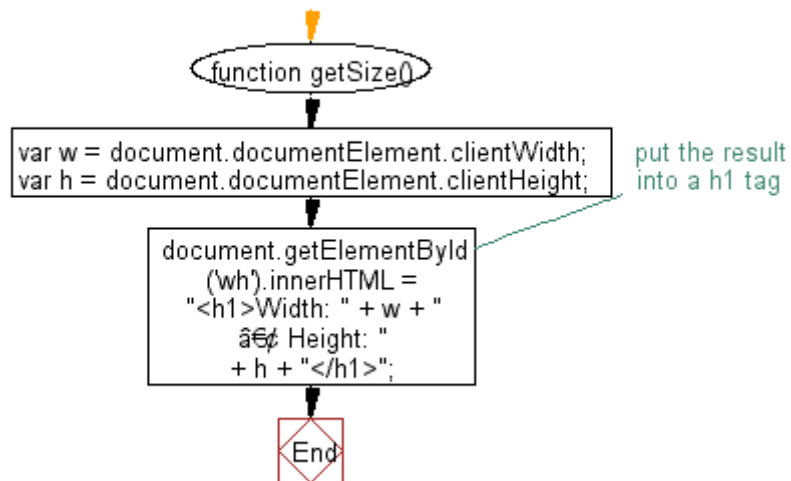 function getSize()
var w = document.documentElement.clientWidth;
var h = document.documentElement.clientHeight;
put the result
into a h1 tag
document.getElementById
('wh').innerHTML =
"<h1>Width: " + w + "
â€¢ Height: "
+ h + "</h1>";
End